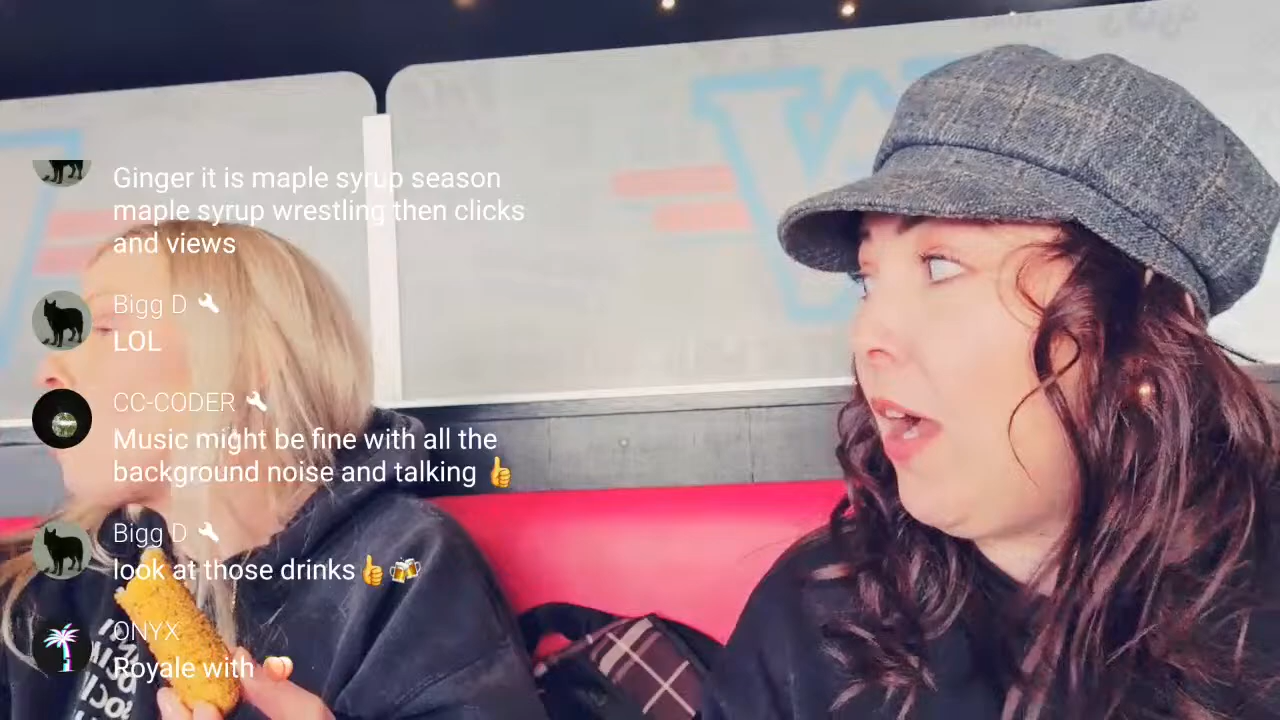 Ginger it is maple syrup season
maple syrup wrestling then clicks
and views
Bigg D
LOL
CC-CODER
Music might be fine with all the
background noise and talking 👍
Bigg D
look at those drinks👍🍻
ONYX
Royale with